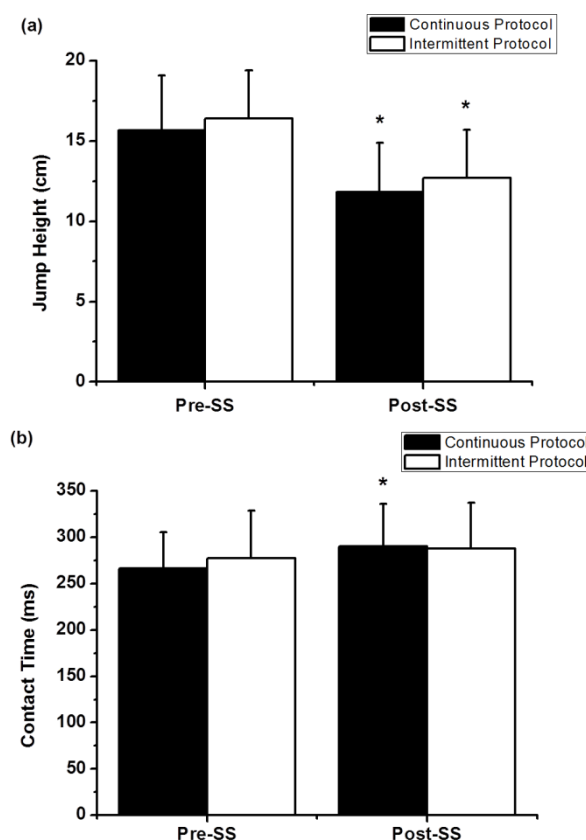 (a)
Continuous Protocol
Intermittent Protocol
20
15
10
5
0
Jump Height (cm)
* *
Pre-SS Post-SS
(b)
Continuous Protocol
Intermittent Protocol
350
300
250
200
150
100
50
0
Contact Time (ms)
*
Pre-SS Post-SS